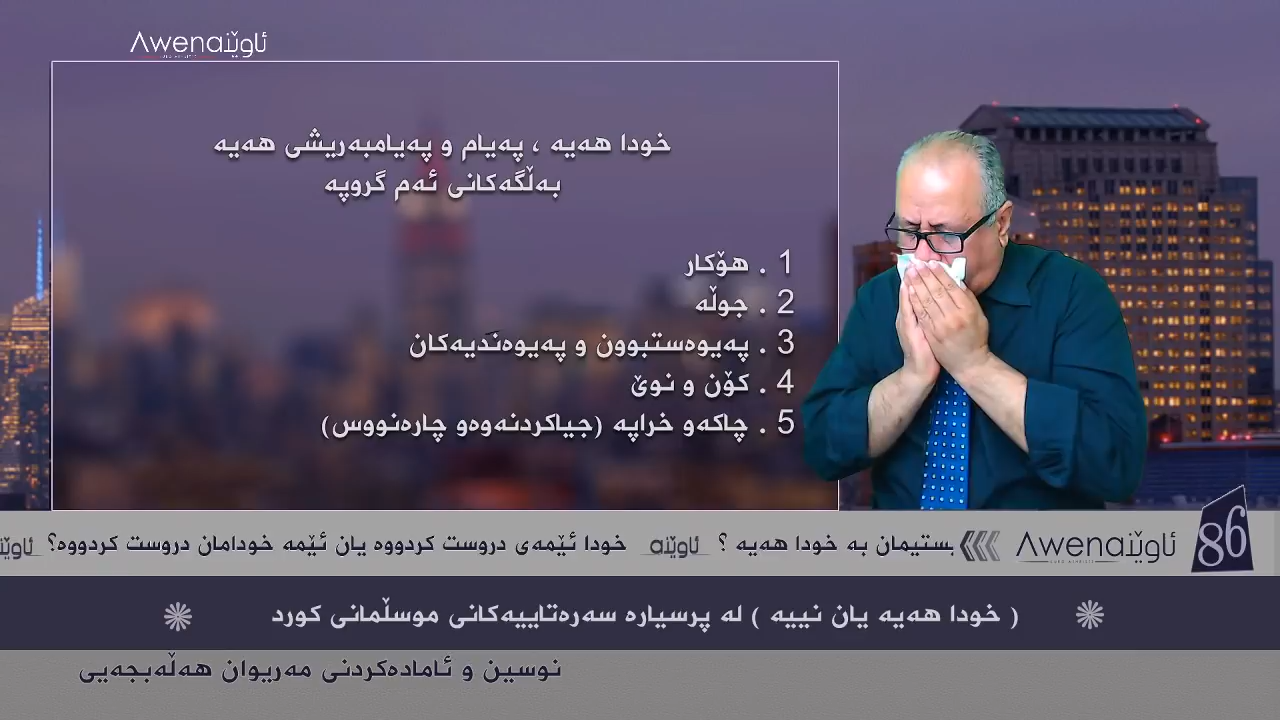 Awena ئاوێنە
خودا هەیە ، پەیام و پەیامبەریشی هەیە
بەڵگەکانی ئەم گروپە
1 . هۆکار
2 . جوڵە
3 . پەیوەستبوون و پەیوەندیەکان
4 . کۆن و نوێ
5 . چاکەو خراپە (جیاکردنەوەو چارەنووس)
86
Awena ئاوێنە
بستیمان بە خودا هەیە ؟ ئاوێنە خودا ئێمەی دروست کردووە یان ئێمە خودامان دروست کردووە؟
( خودا هەیە یان نییە ) لە پرسیارە سەرەتاییەکانی موسڵمانی کورد
نوسین و ئامادەکردنی مەریوان هەڵەبجەیی